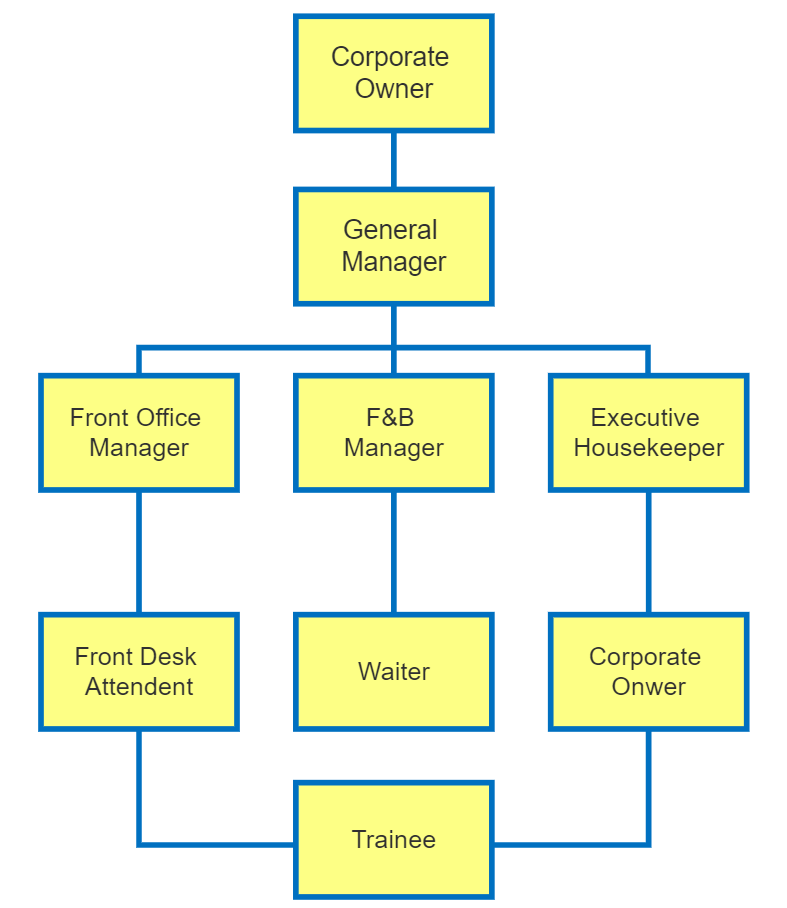 Corporate
Owner
General
Manager
Front Office
Manager
F&B
Manager
Executive
Housekeeper
Front Desk
Attendent
Waiter
Corporate
Onwer
Trainee